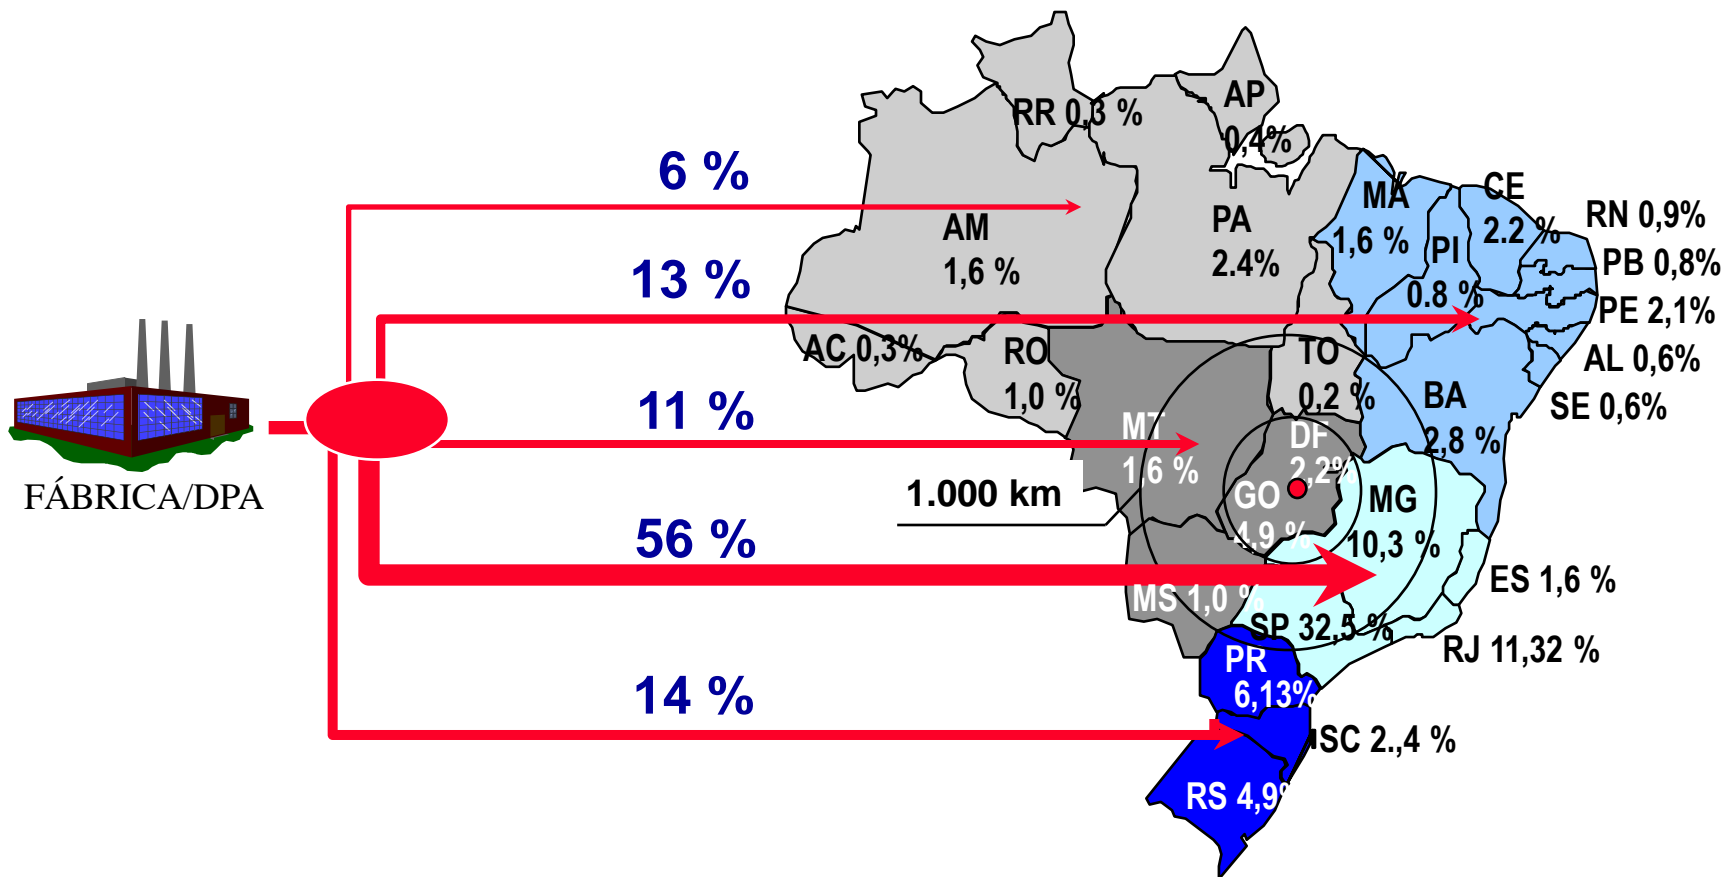 6 %
13 %
11 %
56 %
14 %
FÁBRICA/DPA
1.000 km
RR 0,3 %
AP
0,4%
AM
1,6 %
PA
2.4%
MA
1,6 %
PI
0.8 %
CE
2.2 %
RN 0,9%
PB 0,8%
PE 2,1%
AL 0,6%
SE 0,6%
AC 0,3%
RO
1,0 %
TO
0,2 %
BA
2,8 %
MT
1,6 %
DF
2,2%
GO
4,9 %
MG
10,3 %
ES 1,6 %
MS 1,0 %
SP 32,5 %
RJ 11,32 %
PR
6,13%
SC 2.,4 %
RS 4,9%